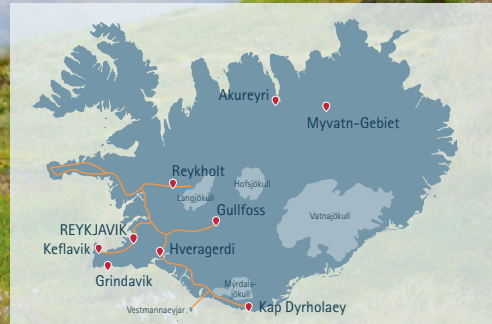 Akureyri
Myvatn-Gebiet
Reykholt
Langjökull
Hofsjökull
Gullfoss
Vatnajökull
REYKJAVIK
Keflavik
Hveragerdi
Grindavik
Myrdals-
jökull
Vestmannaeyjar
Kap Dyrholaey